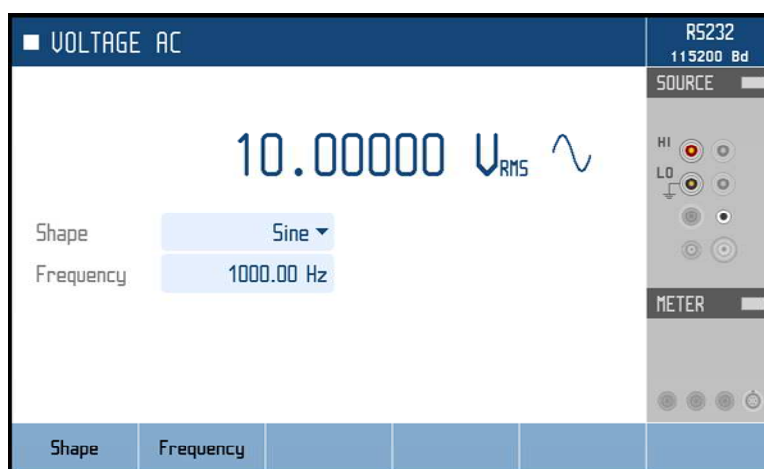 VOLTAGE AC
RS232
115200 Bd
SOURCE
10.00000 VRMS
HI
LO
Shape Sine
Frequency 1000.00 Hz
METER
Shape Frequency